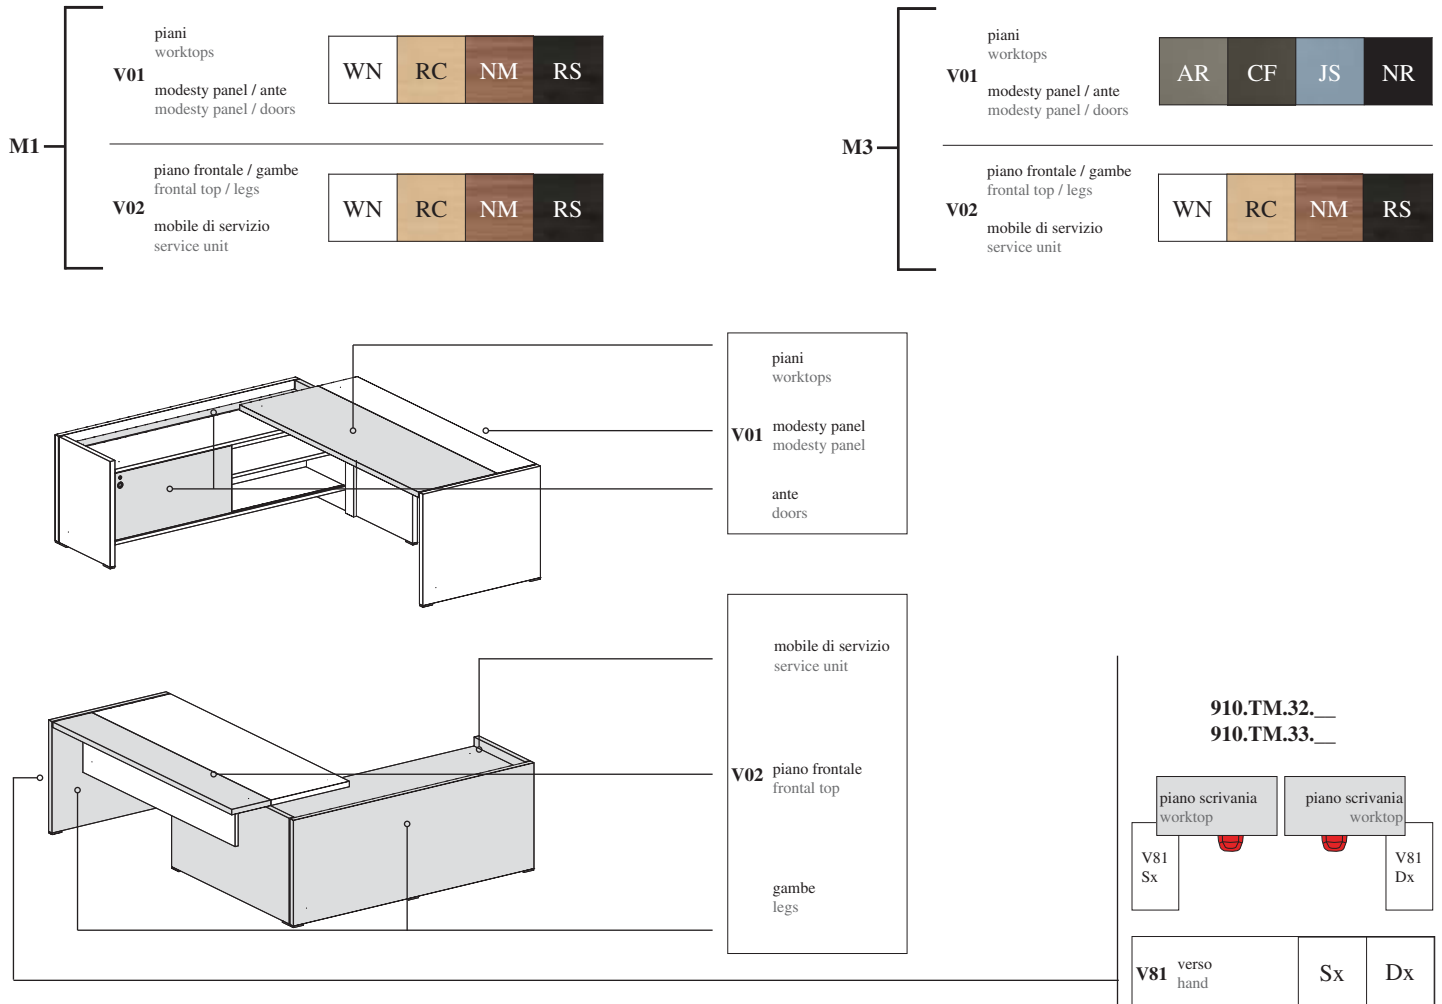 M1
V01
piani
worktops
modesty panel / ante
modesty panel / doors
WN RC NM RS
V02
piano frontale / gambe
frontal top / legs
mobile di servizio
service unit
WN RC NM RS
M3
V01
piani
worktops
modesty panel / ante
modesty panel / doors
AR CF JS NR
V02
piano frontale / gambe
frontal top / legs
mobile di servizio
service unit
WN RC NM RS
V01
piani
worktops
modesty panel
modesty panel
ante
doors
V02
mobile di servizio
service unit
piano frontale
frontal top
gambe
legs
910.TM.32.__
910.TM.33.__
piano scrivania
worktop
piano scrivania
worktop
V81
Sx
V81
Dx
V81 verso
hand
Sx Dx